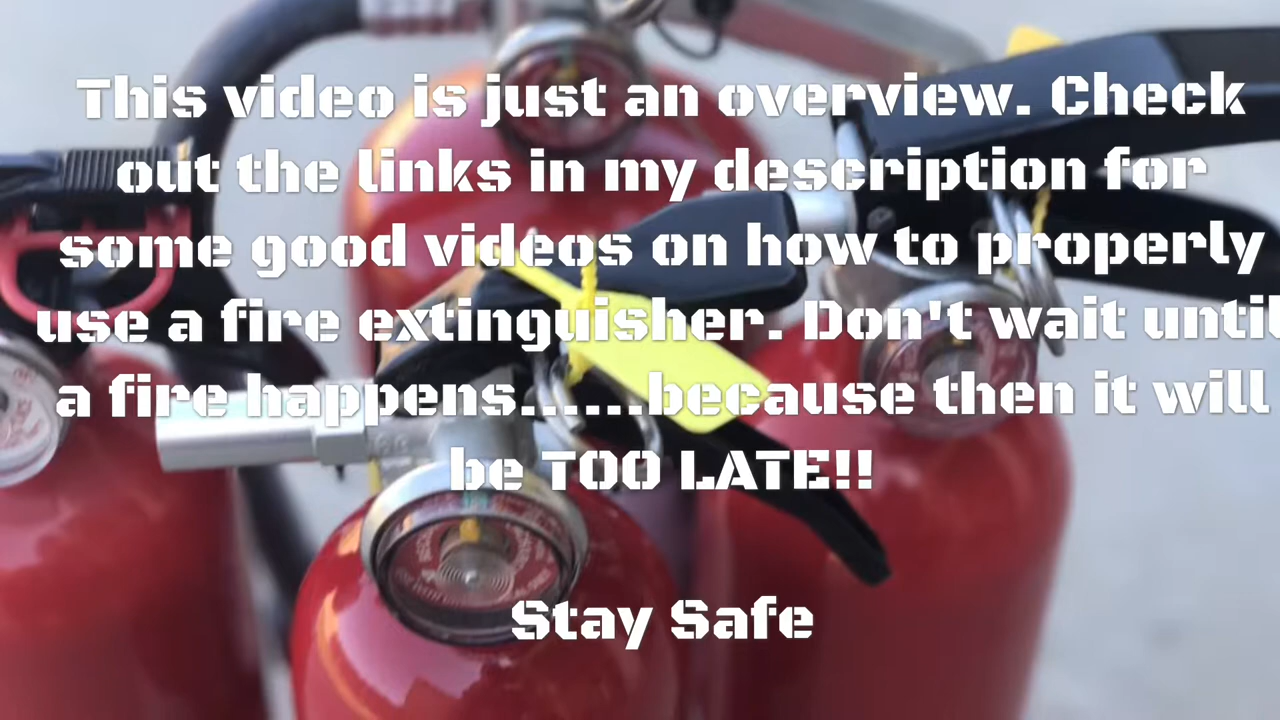 This video is just an overview. Check
out the links in my description for
some good videos on how to properly
use a fire extinguisher. Don't wait until
a fire happens......because then it will
be TOO LATE!!
Stay Safe